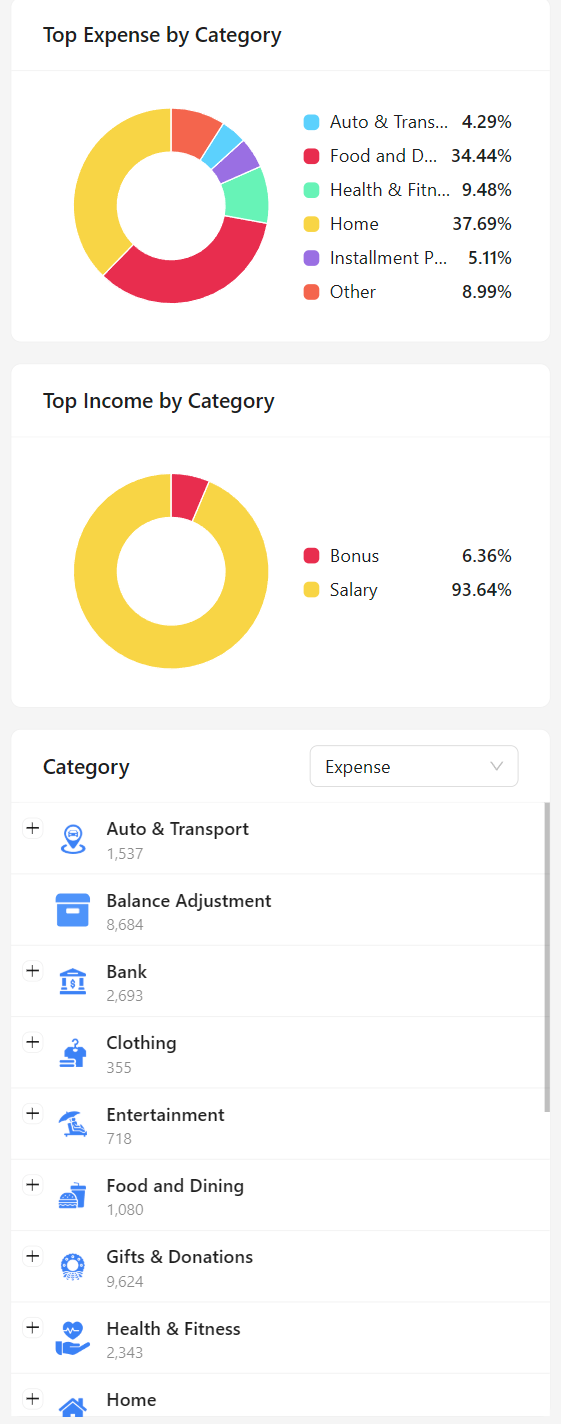 Top Expense by Category
Auto & Trans... 4.29%
Food and D... 34.44%
Health & Fitn... 9.48%
Home 37.69%
Installment P... 5.11%
Other 8.99%
Top Income by Category
Bonus 6.36%
Salary 93.64%
Category
Expense
Auto & Transport
1,537
Balance Adjustment
8,684
Bank
2,693
Clothing
355
Entertainment
718
Food and Dining
1,080
Gifts & Donations
9,624
Health & Fitness
2,343
Home